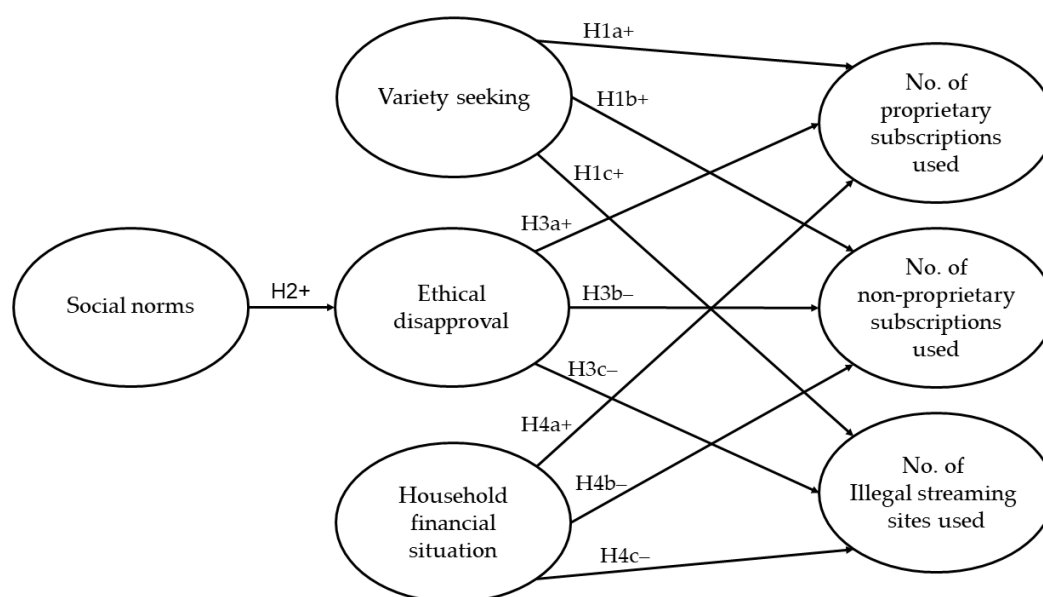 H1a+
Variety seeking
H1b+
No. of
proprietary
subscriptions
used
H1c+
H3a+
Social norms
H2+
Ethical
disapproval
H3b–
No. of
non-proprietary
subscriptions
used
H3c–
H4a+
Household
financial
situation
H4b–
No. of
Illegal streaming
sites used
H4c–